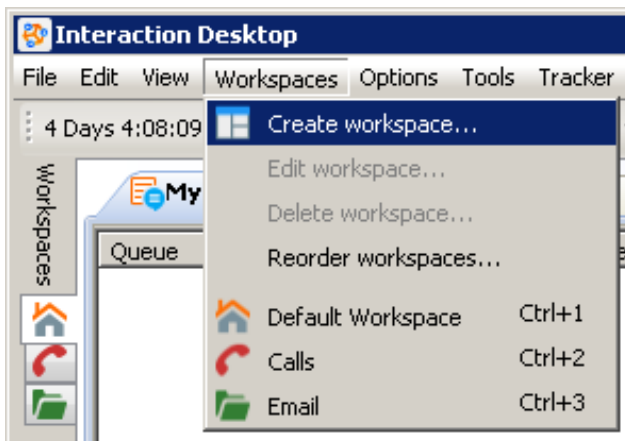 Interaction Desktop
File Edit View Workspaces Options Tools Tracker
4 Days 4:08:09
Create workspace...
Workspaces
My
Edit workspace...
Delete workspace...
Queue
Reorder workspaces...
Default Workspace Ctrl+1
Calls Ctrl+2
Email Ctrl+3